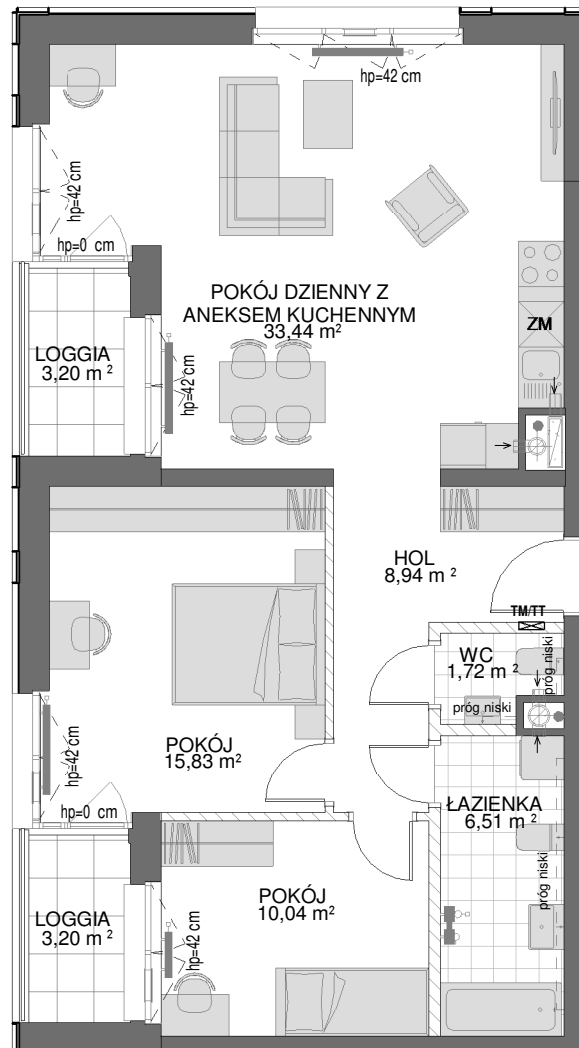 hp=42 cm
hp=42 cm
hp=0 cm
POKÓJ DZIENNY Z
ANEKSEM KUCHENNYM
33,44 m²
ZM
LOGGIA
3,20 m²
hp=42 cm
HOL
8,94 m²
TM/TT
WC
1,72 m²
próg niski
próg niski
POKÓJ
15,83 m²
hp=42 cm
hp=0 cm
ŁAZIENKA
6,51 m²
próg niski
POKÓJ
10,04 m²
LOGGIA
3,20 m²
hp=42 cm